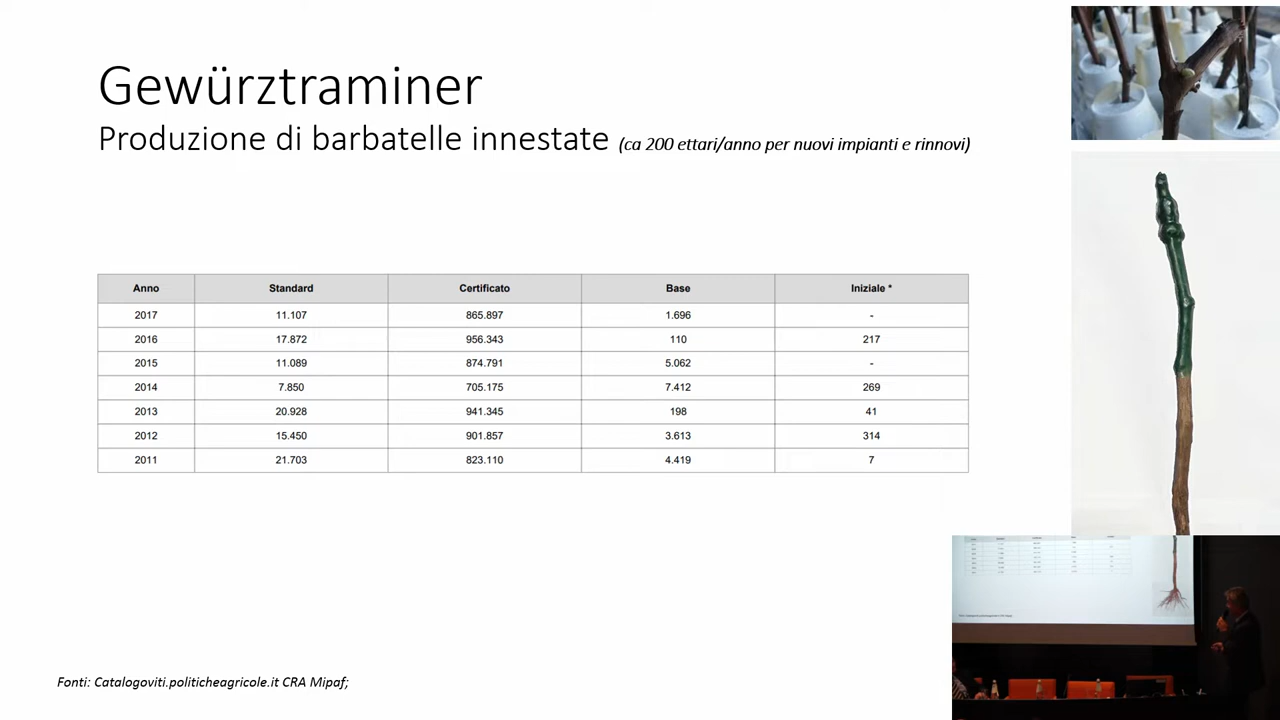 Gewürztraminer
Produzione di barbatelle innestate (ca 200 ettari/anno per nuovi impianti e rinnovi)
Anno Standard Certificato Base Iniziale *
2017 11.107 865.897 1.696 -
2016 17.872 956.343 110 217
2015 11.089 874.791 5.062 -
2014 7.850 705.175 7.412 269
2013 20.928 941.345 198 41
2012 15.450 901.857 3.613 314
2011 21.703 823.110 4.419 7
Fonti: Catalogoviti.politicheagricole.it CRA Mipaf;